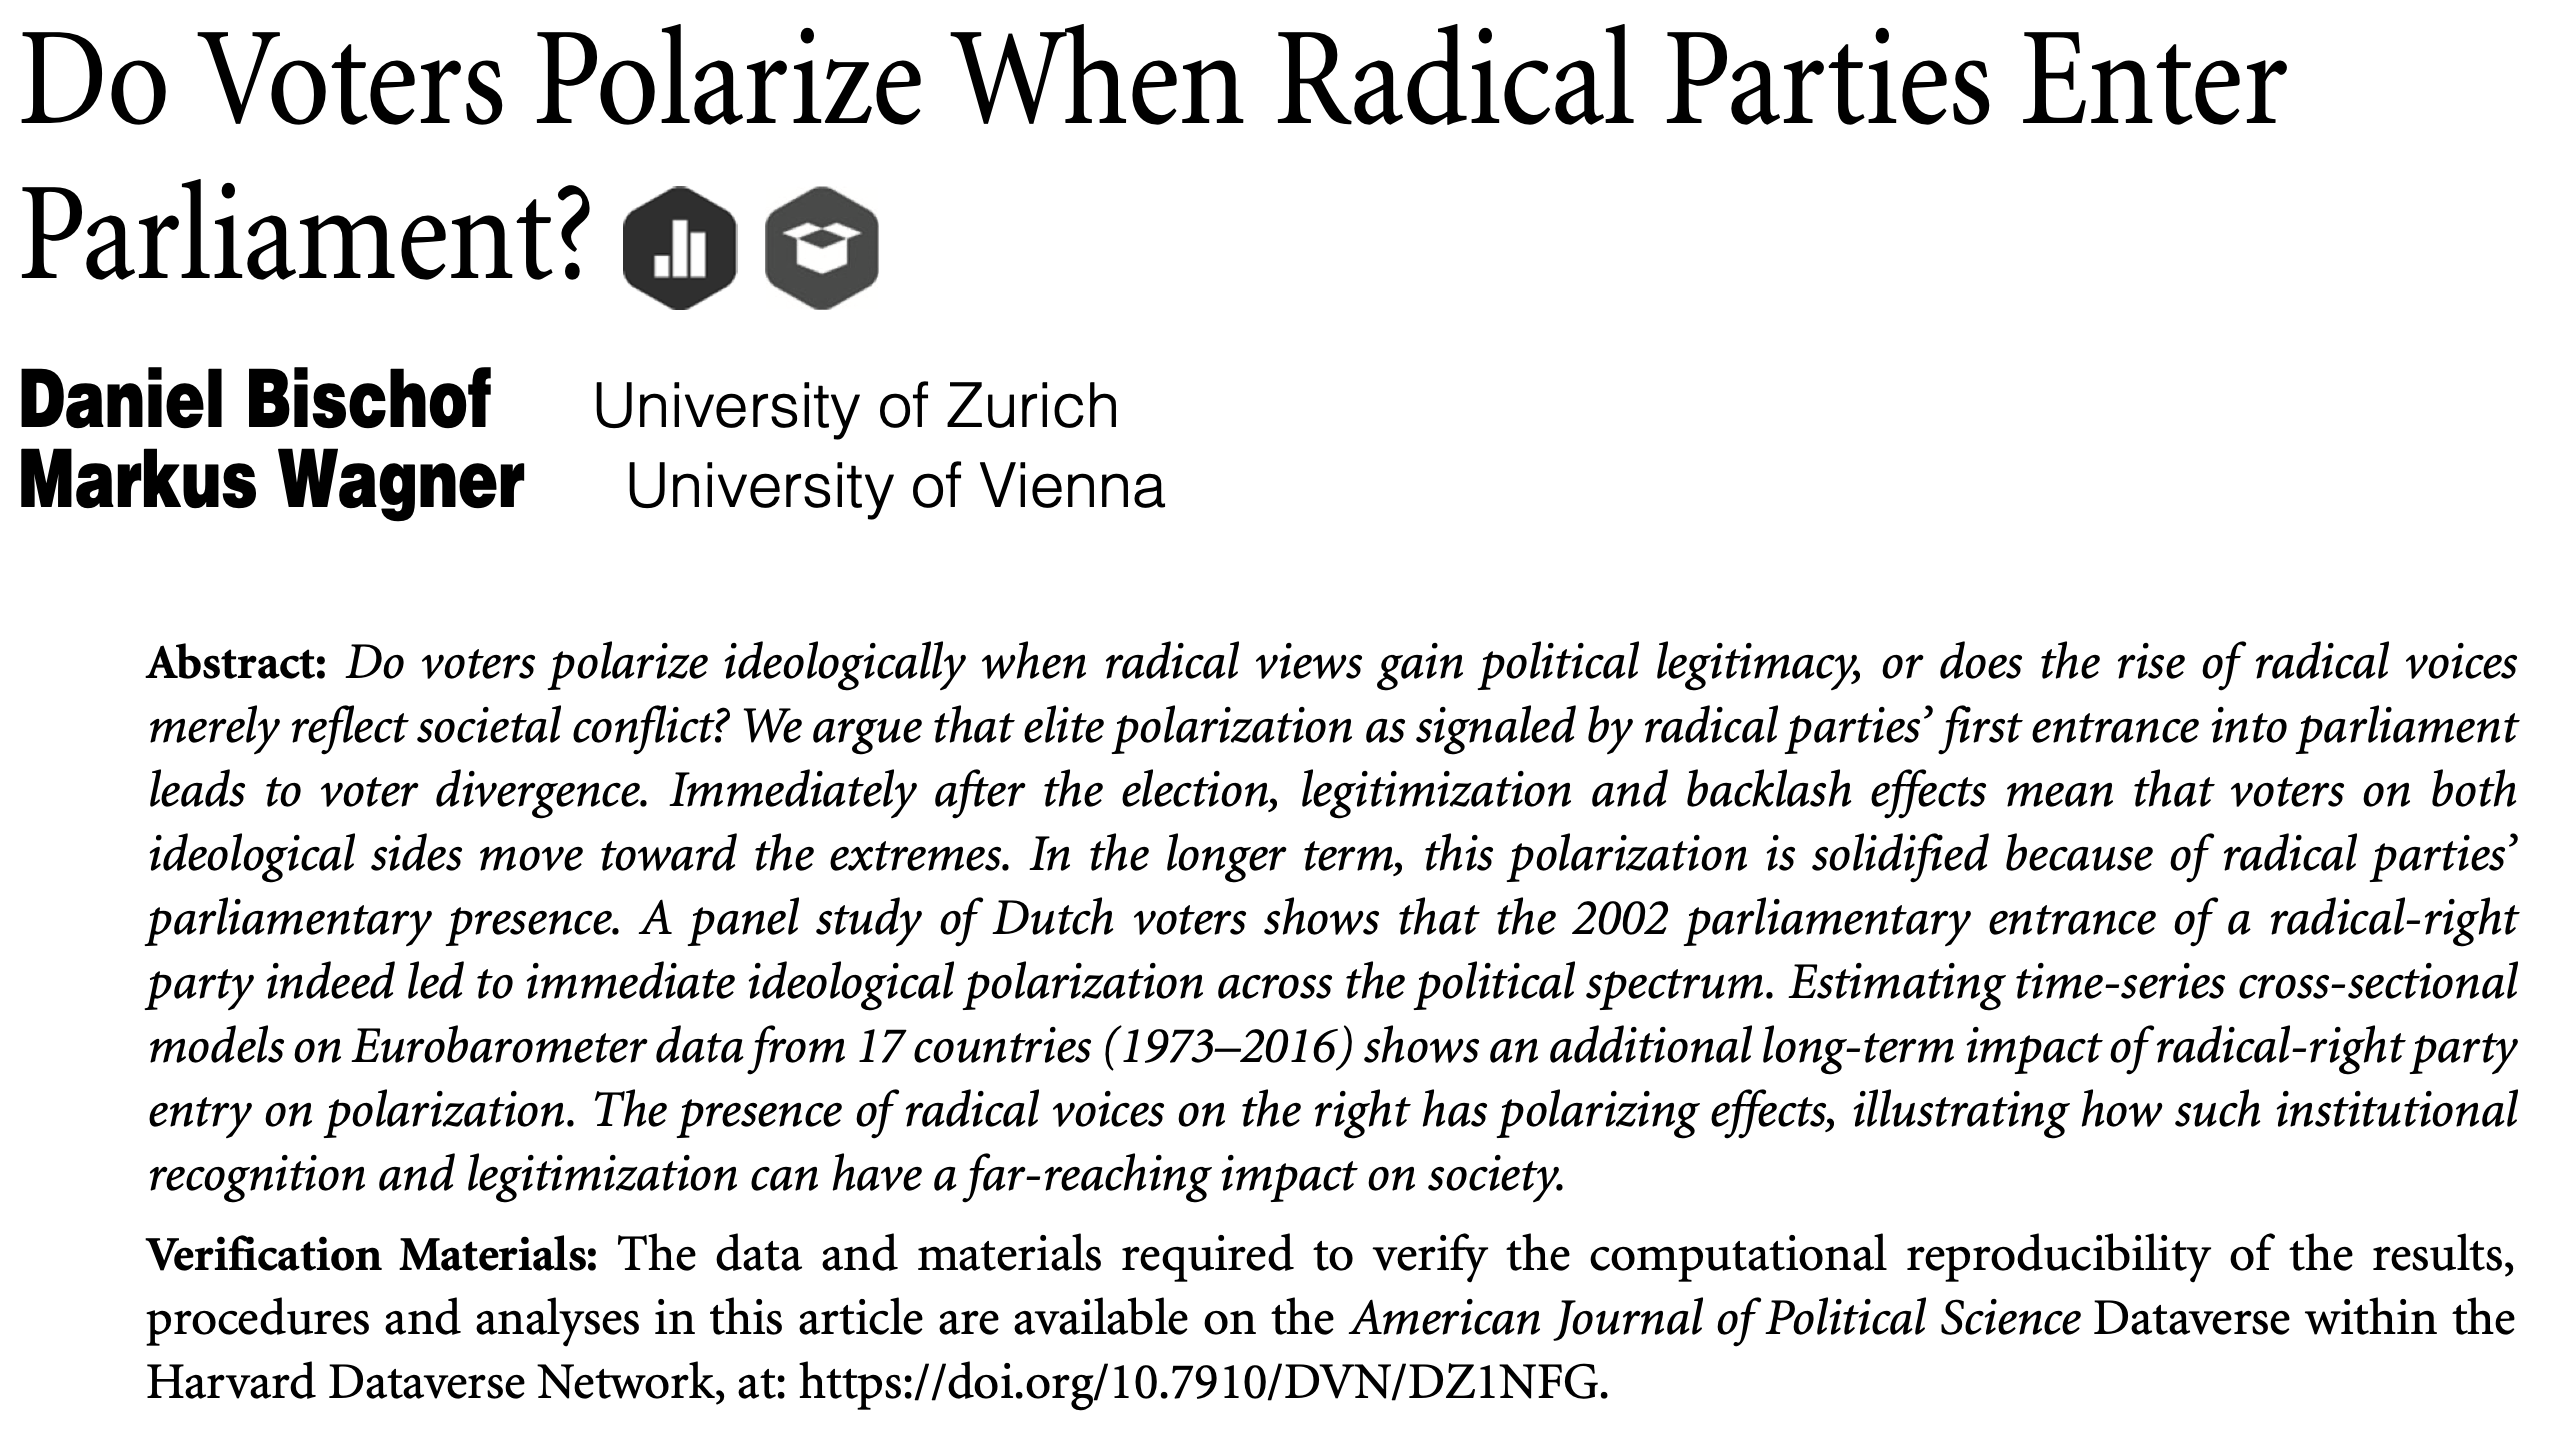 Do Voters Polarize When Radical Parties Enter
Parliament?
Daniel Bischof University of Zurich
Markus Wagner University of Vienna
Abstract: Do voters polarize ideologically when radical views gain political legitimacy, or does the rise of radical voices
merely reflect societal conflict? We argue that elite polarization as signaled by radical parties’ first entrance into parliament
leads to voter divergence. Immediately after the election, legitimization and backlash effects mean that voters on both
ideological sides move toward the extremes. In the longer term, this polarization is solidified because of radical parties’
parliamentary presence. A panel study of Dutch voters shows that the 2002 parliamentary entrance of a radical-right
party indeed led to immediate ideological polarization across the political spectrum. Estimating time-series cross-sectional
models on Eurobarometer data from 17 countries (1973–2016) shows an additional long-term impact of radical-right party
entry on polarization. The presence of radical voices on the right has polarizing effects, illustrating how such institutional
recognition and legitimization can have a far-reaching impact on society.
Verification Materials: The data and materials required to verify the computational reproducibility of the results,
procedures and analyses in this article are available on the American Journal of Political Science Dataverse within the
Harvard Dataverse Network, at: https://doi.org/10.7910/DVN/DZ1NFG.